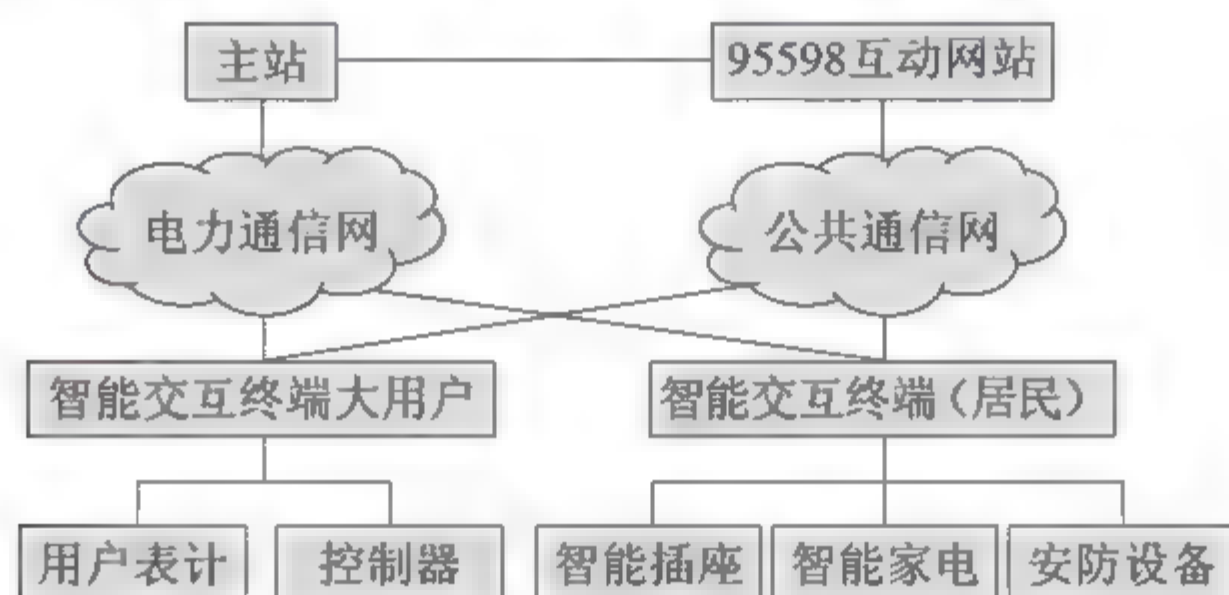 主站
95598互动网站
电力通信网
公共通信网
智能交互终端大用户
智能交互终端(居民)
用户表计
控制器
智能插座
智能家电
安防设备